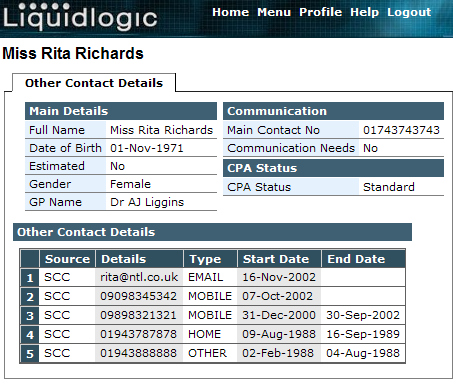 Liquidlogic Home Menu Profile Help Logout
Miss Rita Richards
Other Contact Details
Main Details
Full Name Miss Rita Richards
Date of Birth 01-Nov-1971
Estimated No
Gender Female
GP Name Dr AJ Liggins
Communication
Main Contact No 01743743743
Communication Needs No
CPA Status
CPA Status Standard
Other Contact Details
Source Details Type Start Date End Date
1 SCC rita@ntl.co.uk EMAIL 16-Nov-2002
2 SCC 09098345342 MOBILE 07-Oct-2002
3 SCC 09898321321 MOBILE 31-Dec-2000 30-Sep-2002
4 SCC 01943787878 HOME 09-Aug-1988 16-Sep-1989
5 SCC 01943888888 OTHER 02-Feb-1988 04-Aug-1988